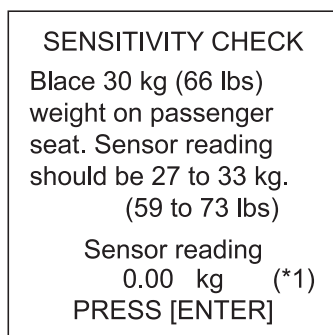 SENSITIVITY CHECK
Blace 30 kg (66 lbs)
weight on passenger
seat. Sensor reading
should be 27 to 33 kg.
(59 to 73 lbs)
Sensor reading
0.00 kg (*1)
PRESS [ENTER]